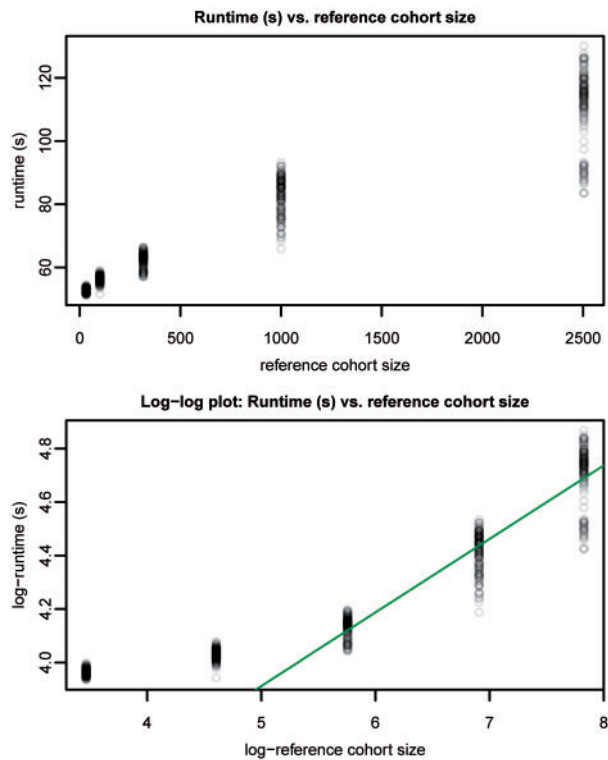 Runtime (s) vs. reference cohort size
120
100
80
60
runtime (s)
0 500 1000 1500 2000 2500
reference cohort size
Log−log plot: Runtime (s) vs. reference cohort size
4.8
4.6
4.4
4.2
4.0
log−runtime (s)
4 5 6 7 8
log−reference cohort size